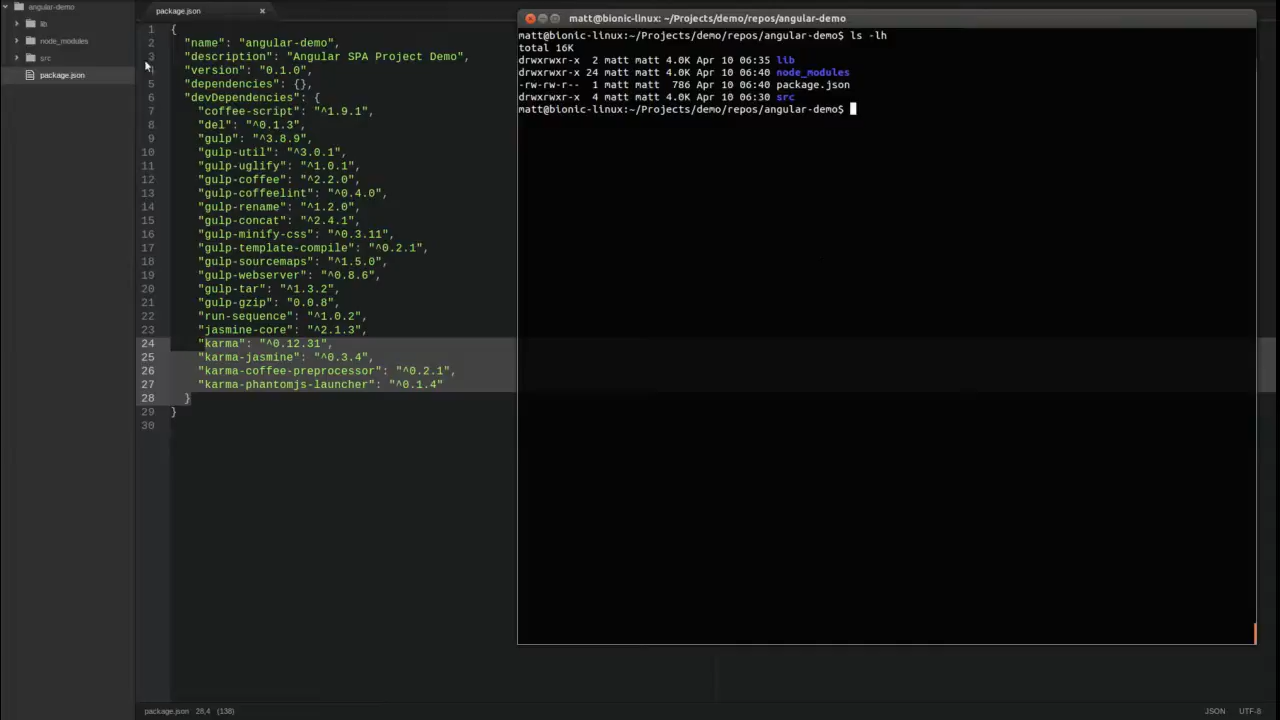 angular-demo
lib
node_modules
src
package.json
package.json
1 {
2 "name": "angular-demo",
3 "description": "Angular SPA Project Demo",
4 "version": "0.1.0",
5 "dependencies": {},
6 "devDependencies": {
7 "coffee-script": "^1.9.1",
8 "del": "^0.1.3",
9 "gulp": "^3.8.9",
10 "gulp-util": "^3.0.1",
11 "gulp-uglify": "^1.0.1",
12 "gulp-coffee": "^2.2.0",
13 "gulp-coffeelint": "^0.4.0",
14 "gulp-rename": "^1.2.0",
15 "gulp-concat": "^2.4.1",
16 "gulp-minify-css": "^0.3.11",
17 "gulp-template-compile": "^0.2.1",
18 "gulp-sourcemaps": "^1.5.0",
19 "gulp-webserver": "^0.8.6",
20 "gulp-tar": "^1.3.2",
21 "gulp-gzip": "0.0.8",
22 "run-sequence": "^1.0.2",
23 "jasmine-core": "^2.1.3",
24 "karma": "^0.12.31",
25 "karma-jasmine": "^0.3.4",
26 "karma-coffee-preprocessor": "^0.2.1",
27 "karma-phantomjs-launcher": "^0.1.4"
28 }
29 }
30
matt@bionic-linux: ~/Projects/demo/repos/angular-demo
matt@bionic-linux:~/Projects/demo/repos/angular-demo$ ls -lh
total 16K
drwxrwxr-x 2 matt matt 4.0K Apr 10 06:35 lib
drwxrwxr-x 24 matt matt 4.0K Apr 10 06:40 node_modules
-rw-rw-r-- 1 matt matt 786 Apr 10 06:40 package.json
drwxrwxr-x 4 matt matt 4.0K Apr 10 06:30 src
matt@bionic-linux:~/Projects/demo/repos/angular-demo$
package.json 28,4 (138)
JSON UTF-8